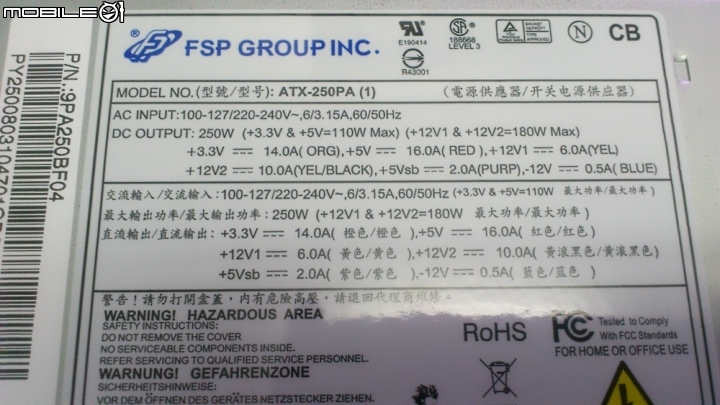 MOBILE01
FSP GROUP INC.
E190414
R43001
188668
LEVEL 3
N
CB
P/N.:9PA250BF04
MODEL NO.(型號/型号): ATX-250PA (1) (電源供應器/开关电源供应器)
AC INPUT:100-127/220-240V~,6/3.15A,60/50Hz
DC OUTPUT: 250W (+3.3V & +5V=110W Max) (+12V1 & +12V2=180W Max)
+3.3V 14.0A( ORG),+5V 16.0A( RED ),+12V1 6.0A(YEL)
+12V2 10.0A(YEL/BLACK),+5Vsb 2.0A(PURP),-12V 0.5A( BLUE)
交流輸入/交流输入:100-127/220-240V~,6/3.15A,60/50Hz (+3.3V & +5V=110W 最大功率/最大功率)
最大輸出功率/最大输出功率: 250W (+12V1 & +12V2=180W 最大功率/最大功率)
直流輸出/直流输出: +3.3V 14.0A( 橙色/橙色 ),+5V 16.0A( 红色/红色 )
+12V1 6.0A( 黃色/黄色 ),+12V2 10.0A( 黃滾黑色/黄滚黑色 )
+5Vsb 2.0A( 紫色/紫色 ),-12V 0.5A( 藍色/蓝色 )
警告!請勿打開盒蓋,內有危險高壓,請退回代理商維修。
WARNING! HAZARDOUS AREA
SAFETY INSTRUCTIONS:
DO NOT REMOVE THE COVER
NO SERVICEABLE COMPONENTS INSIDE.
REFER SERVICING TO QUALIFIED SERVICE PERSONNEL.
WARNUNG! GEFAHRENZONE
SICHERHEITSHINWEISE:
VOR DEM ÖFFNEN DES GERÄTES NETZSTECKER ZIEHEN.
RoHS
FC
Tested to Comply
With FCC Standards
FOR HOME OR OFFICE USE